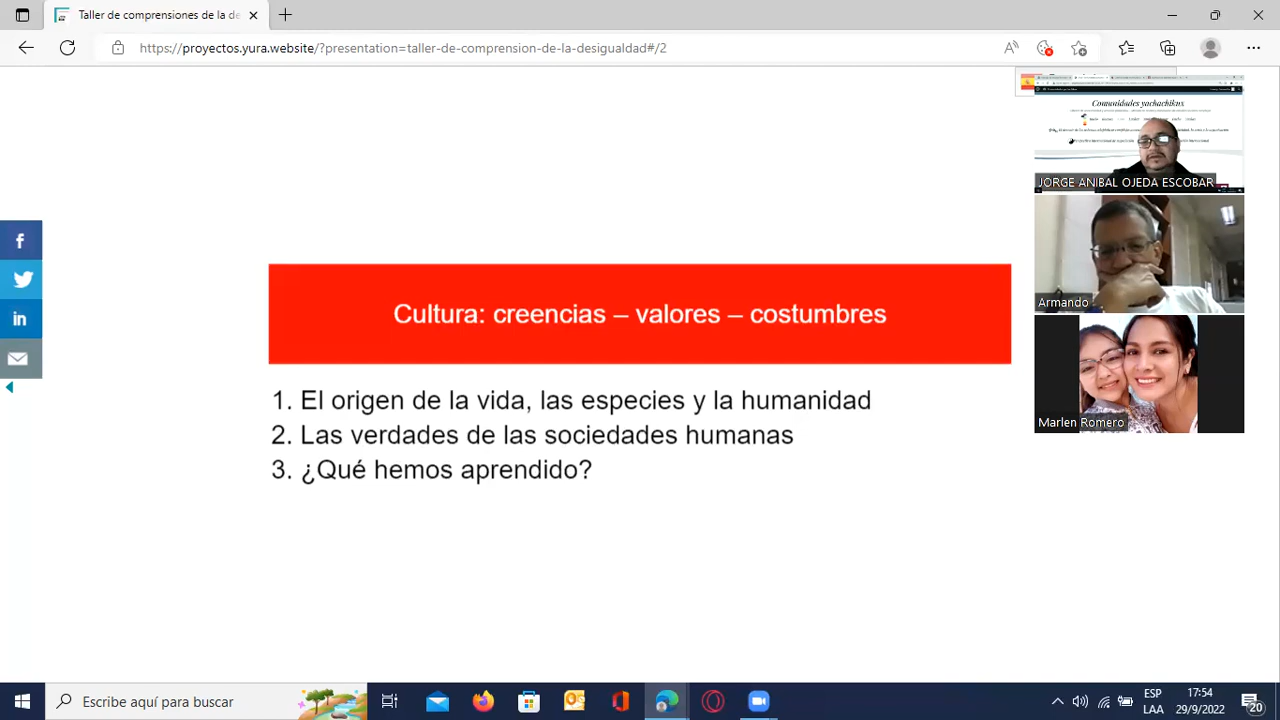 Taller de comprensión de la de
https://proyectos.yura.website/?presentation=taller-de-comprension-de-la-desigualdad#/2
Comunidades yachachikux
JORGE ANIBAL OJEDA ESCOBAR
Armando
Marlen Romero
Cultura: creencias – valores – costumbres
1. El origen de la vida, las especies y la humanidad
2. Las verdades de las sociedades humanas
3. ¿Qué hemos aprendido?
Escribe aquí para buscar
ESP
LAA
17:54
29/9/2022
20